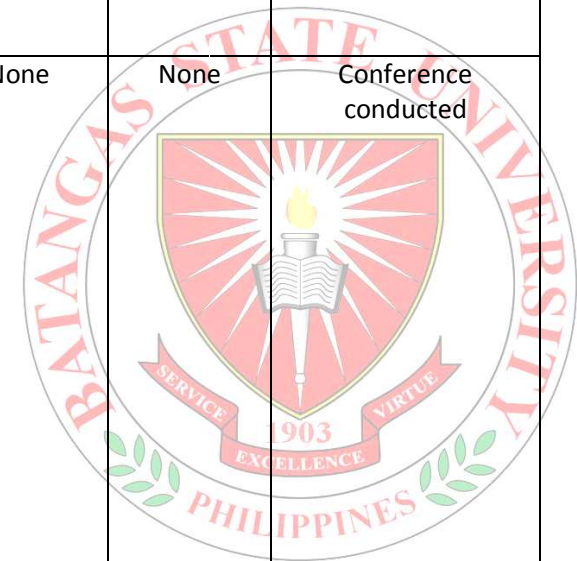 None
None
Conference
conducted
BATANGAS STATE UNIVERSITY
SERVICE
VIRTUE
1903
EXCELLENCE
PHILIPPINES